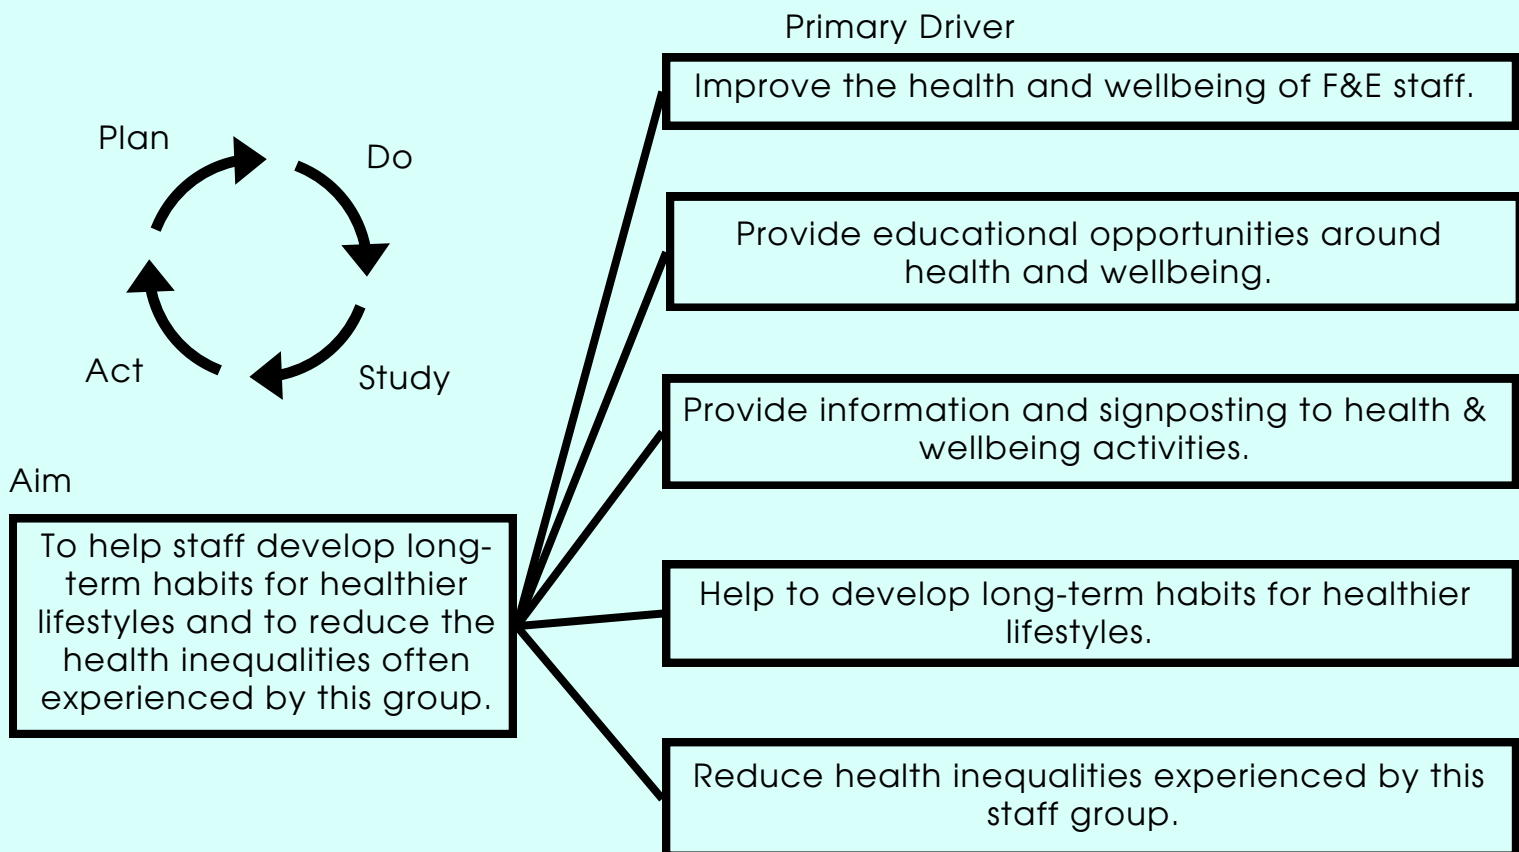 Primary Driver
Improve the health and wellbeing of F&E staff.
Plan
Do
Provide educational opportunities around
health and wellbeing.
Act
Study
Provide information and signposting to health &
wellbeing activities.
Aim
To help staff develop long-
term habits for healthier
lifestyles and to reduce the
health inequalities often
experienced by this group.
Help to develop long-term habits for healthier
lifestyles.
Reduce health inequalities experienced by this
staff group.